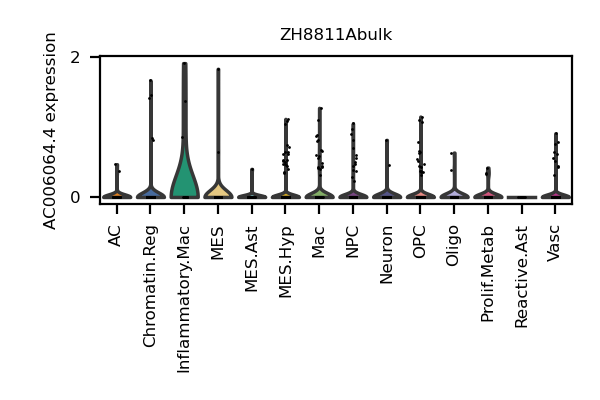 ZH8811Abulk
AC006064.4 expression
2
0
AC
Chromatin.Reg
Inflammatory.Mac
MES
MES.Ast
MES.Hyp
Mac
NPC
Neuron
OPC
Oligo
Prolif.Metab
Reactive.Ast
Vasc